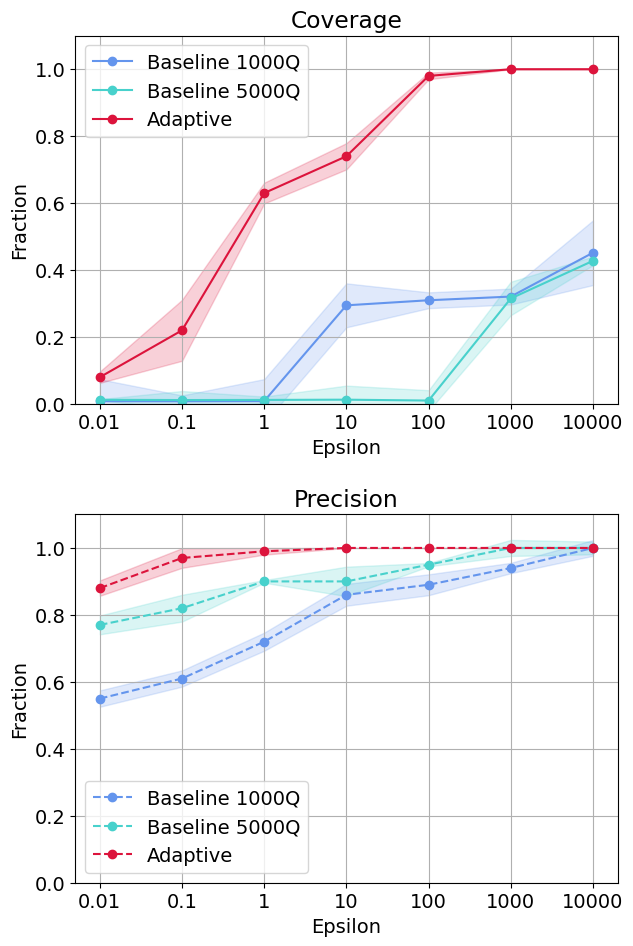 Coverage
Baseline 1000Q
Baseline 5000Q
Adaptive
Fraction
1.0
0.8
0.6
0.4
0.2
0.0
0.01 0.1 1 10 100 1000 10000
Epsilon
Precision
Fraction
1.0
0.8
0.6
0.4
0.2
0.0
Baseline 1000Q
Baseline 5000Q
Adaptive
0.01 0.1 1 10 100 1000 10000
Epsilon